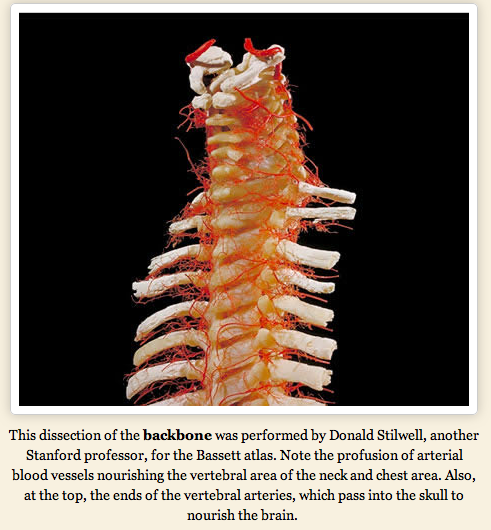 This dissection of the backbone was performed by Donald Stilwell, another
Stanford professor, for the Bassett atlas. Note the profusion of arterial
blood vessels nourishing the vertebral area of the neck and chest area. Also,
at the top, the ends of the vertebral arteries, which pass into the skull to
nourish the brain.